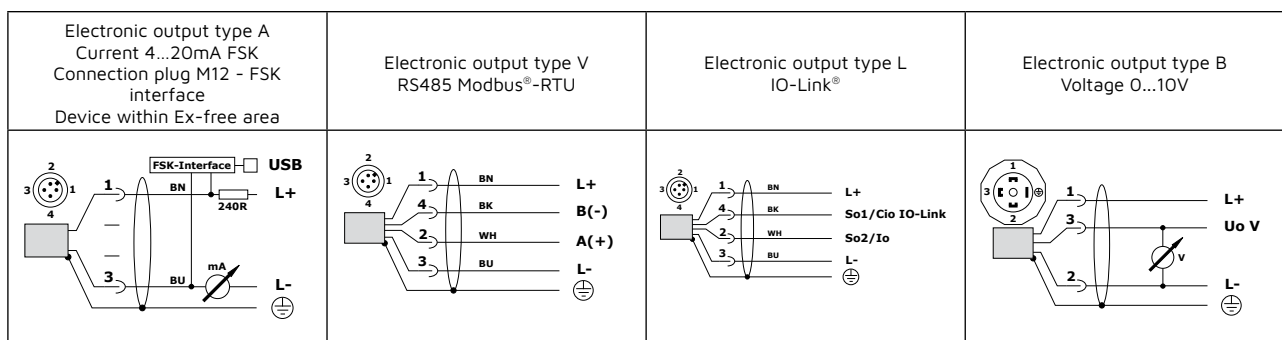 Electronic output type A
Current 4...20mA FSK
Connection plug M12 - FSK
interface
Device within Ex-free area
Electronic output type V
RS485 Modbus®-RTU
Electronic output type L
IO-Link®
Electronic output type B
Voltage 0...10V
2
3 1
4
FSK-Interface USB
1 BN L+
240R
mA
3 BU L-
2
3 1
4
1 BN L+
4 BK B(-)
2 WH A(+)
3 BU L-
2
3 1
4
1 BN L+
4 BK So1/Cio IO-Link
2 WH So2/Io
3 BU L-
1
3
2
1 L+
3 Uo V
V
2 L-